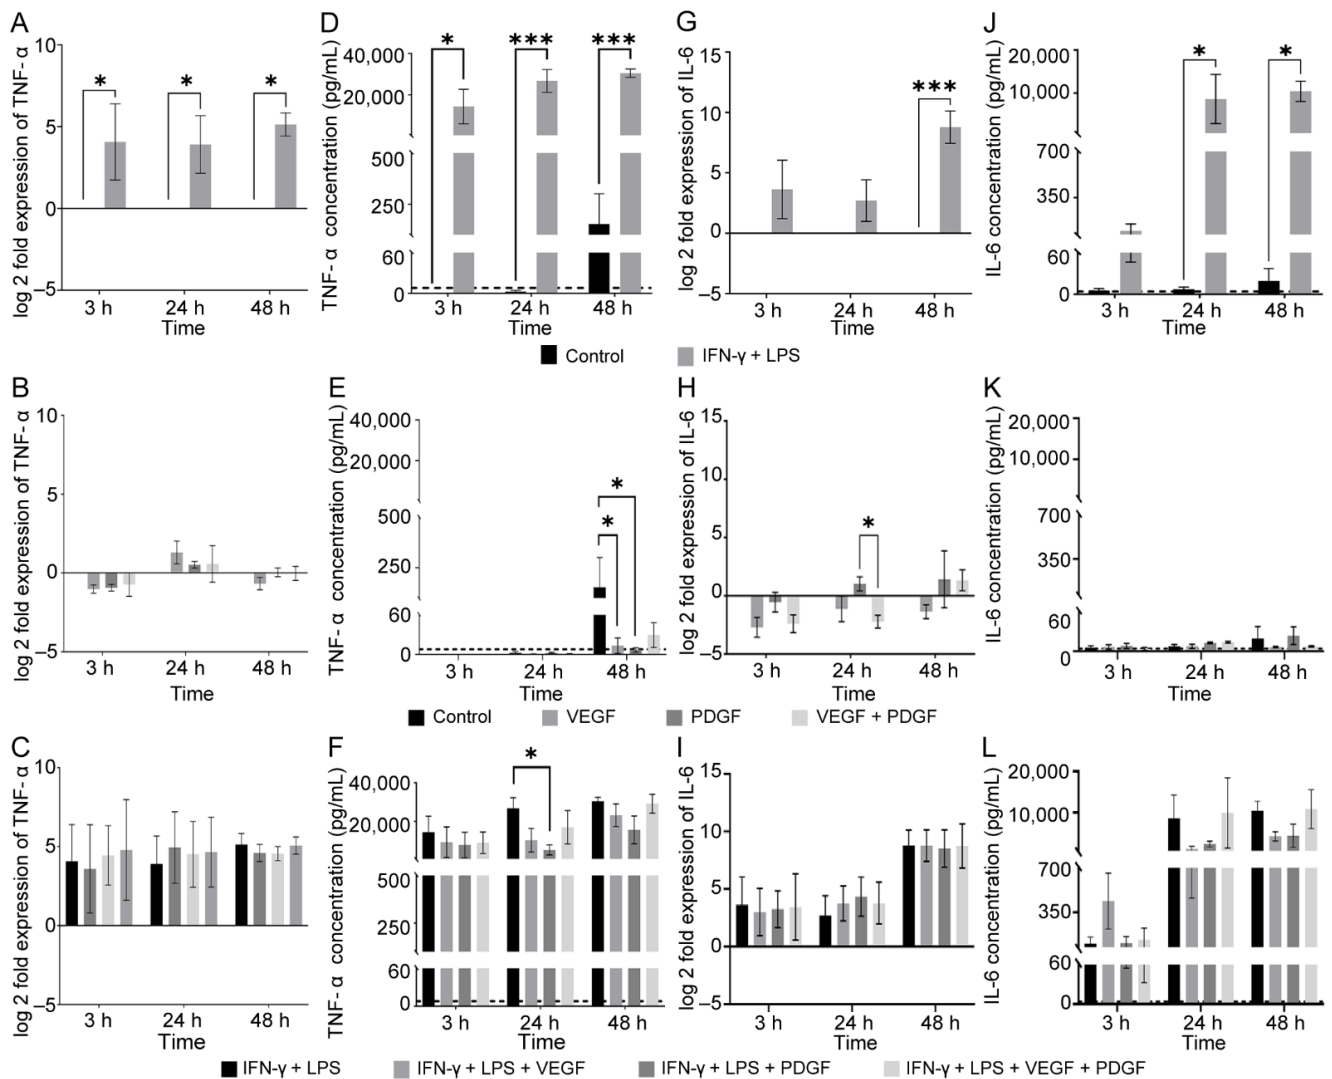 A
log 2 fold expression of TNF- α
10
5
0
–5
*
*
*
3 h
24 h
48 h
Time
D
TNF- α concentration (pg/mL)
40,000
20,000
500
250
60
0
*
***
***
3 h
24 h
48 h
Time
G
log 2 fold expression of IL-6
15
10
5
0
–5
***
3 h
24 h
48 h
Time
J
IL-6 concentration (pg/mL)
20,000
10,000
700
350
60
0
*
*
3 h
24 h
48 h
Time
Control
IFN-γ + LPS
B
log 2 fold expression of TNF- α
10
5
0
–5
3 h
24 h
48 h
Time
E
TNF- α concentration (pg/mL)
40,000
20,000
500
250
60
0
*
*
3 h
24 h
48 h
Time
H
log 2 fold expression of IL-6
15
10
5
0
–5
*
3 h
24 h
48 h
Time
K
IL-6 concentration (pg/mL)
20,000
10,000
700
350
60
0
3 h
24 h
48 h
Time
Control
VEGF
PDGF
VEGF + PDGF
C
log 2 fold expression of TNF- α
10
5
0
–5
3 h
24 h
48 h
Time
F
TNF- α concentration (pg/mL)
40,000
20,000
500
250
60
0
*
3 h
24 h
48 h
Time
I
log 2 fold expression of IL-6
15
10
5
0
–5
3 h
24 h
48 h
Time
L
IL-6 concentration (pg/mL)
20,000
10,000
700
350
60
0
3 h
24 h
48 h
Time
IFN-γ + LPS
IFN-γ + LPS + VEGF
IFN-γ + LPS + PDGF
IFN-γ + LPS + VEGF + PDGF